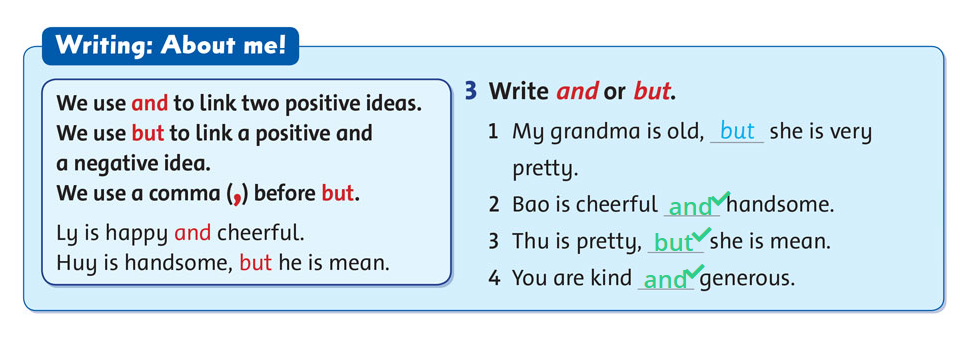 Writing: About me!
We use and to link two positive ideas.
We use but to link a positive and
a negative idea.
We use a comma (,) before but.
Ly is happy and cheerful.
Huy is handsome, but he is mean.
3 Write and or but.
1 My grandma is old, but she is very
pretty.
2 Bao is cheerful and handsome.
3 Thu is pretty, but she is mean.
4 You are kind and generous.